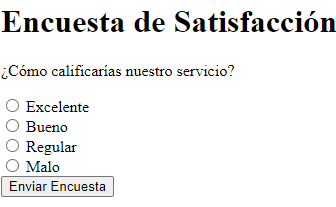 Encuesta de Satisfacción
¿Cómo calificarías nuestro servicio?
Excelente
Bueno
Regular
Malo
Enviar Encuesta